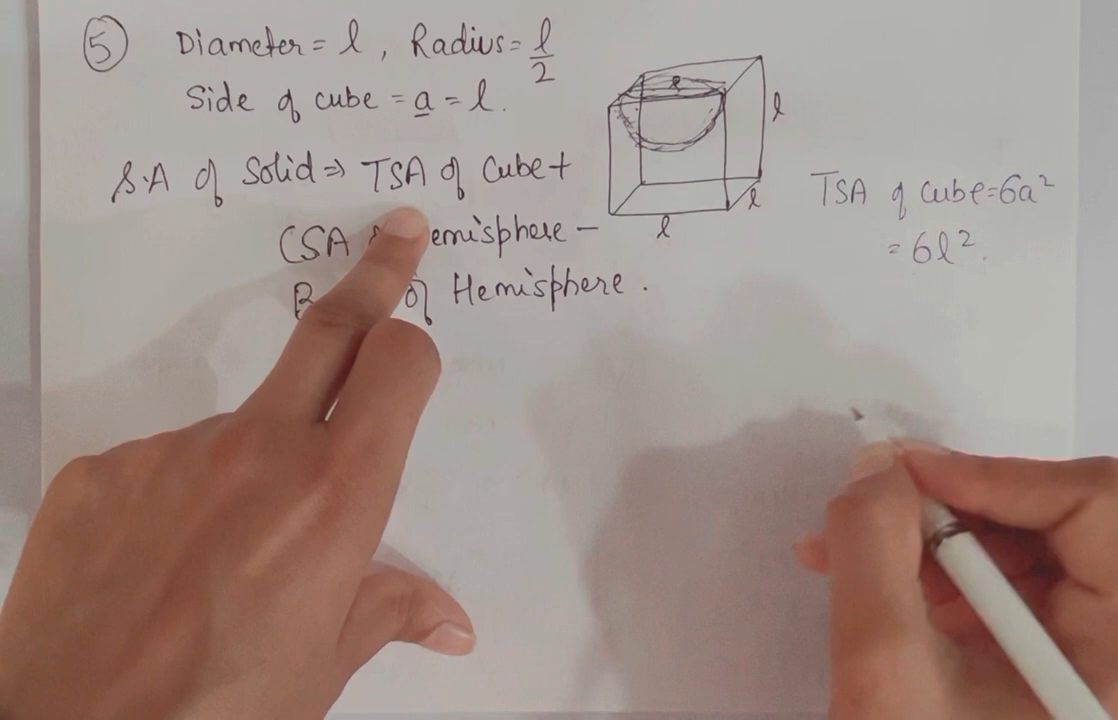 5 Diameter = l, Radius = l/2
Side of cube = a = l.
S.A of Solid ⇒ TSA of Cube +
CSA emisphere -
of Hemisphere.
l
l
l
l
TSA of cube = 6a²
= 6l².